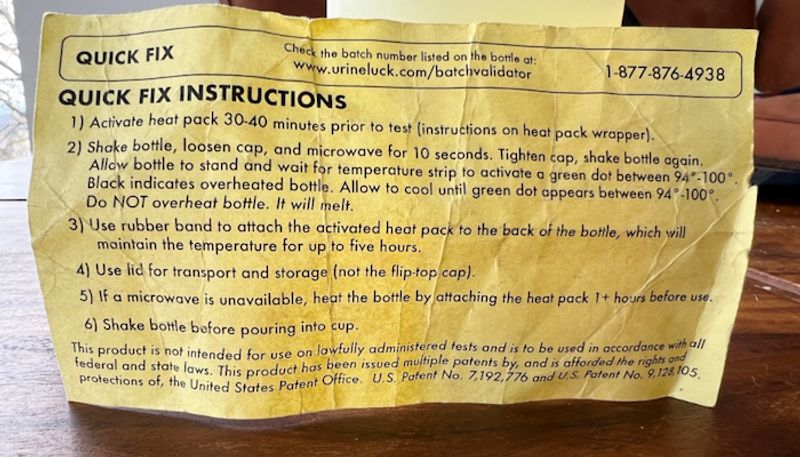 QUICK FIX
Check the batch number listed on the bottle at:
www.urineluck.com/batchvalidator
1-877-876-4938
QUICK FIX INSTRUCTIONS
1) Activate heat pack 30-40 minutes prior to test (instructions on heat pack wrapper).
2) Shake bottle, loosen cap, and microwave for 10 seconds. Tighten cap, shake bottle again.
Allow bottle to stand and wait for temperature strip to activate a green dot between 94°-100°.
Black indicates overheated bottle. Allow to cool until green dot appears between 94°-100°.
Do NOT overheat bottle. It will melt.
3) Use rubber band to attach the activated heat pack to the back of the bottle, which will
maintain the temperature for up to five hours.
4) Use lid for transport and storage (not the flip-top cap).
5) If a microwave is unavailable, heat the bottle by attaching the heat pack 1+ hours before use.
6) Shake bottle before pouring into cup.
This product is not intended for use on lawfully administered tests and is to be used in accordance with all
federal and state laws. This product has been issued multiple patents by, and is afforded the rights and
protections of, the United States Patent Office. U.S. Patent No. 7,192,776 and U.S. Patent No. 9,128,105.